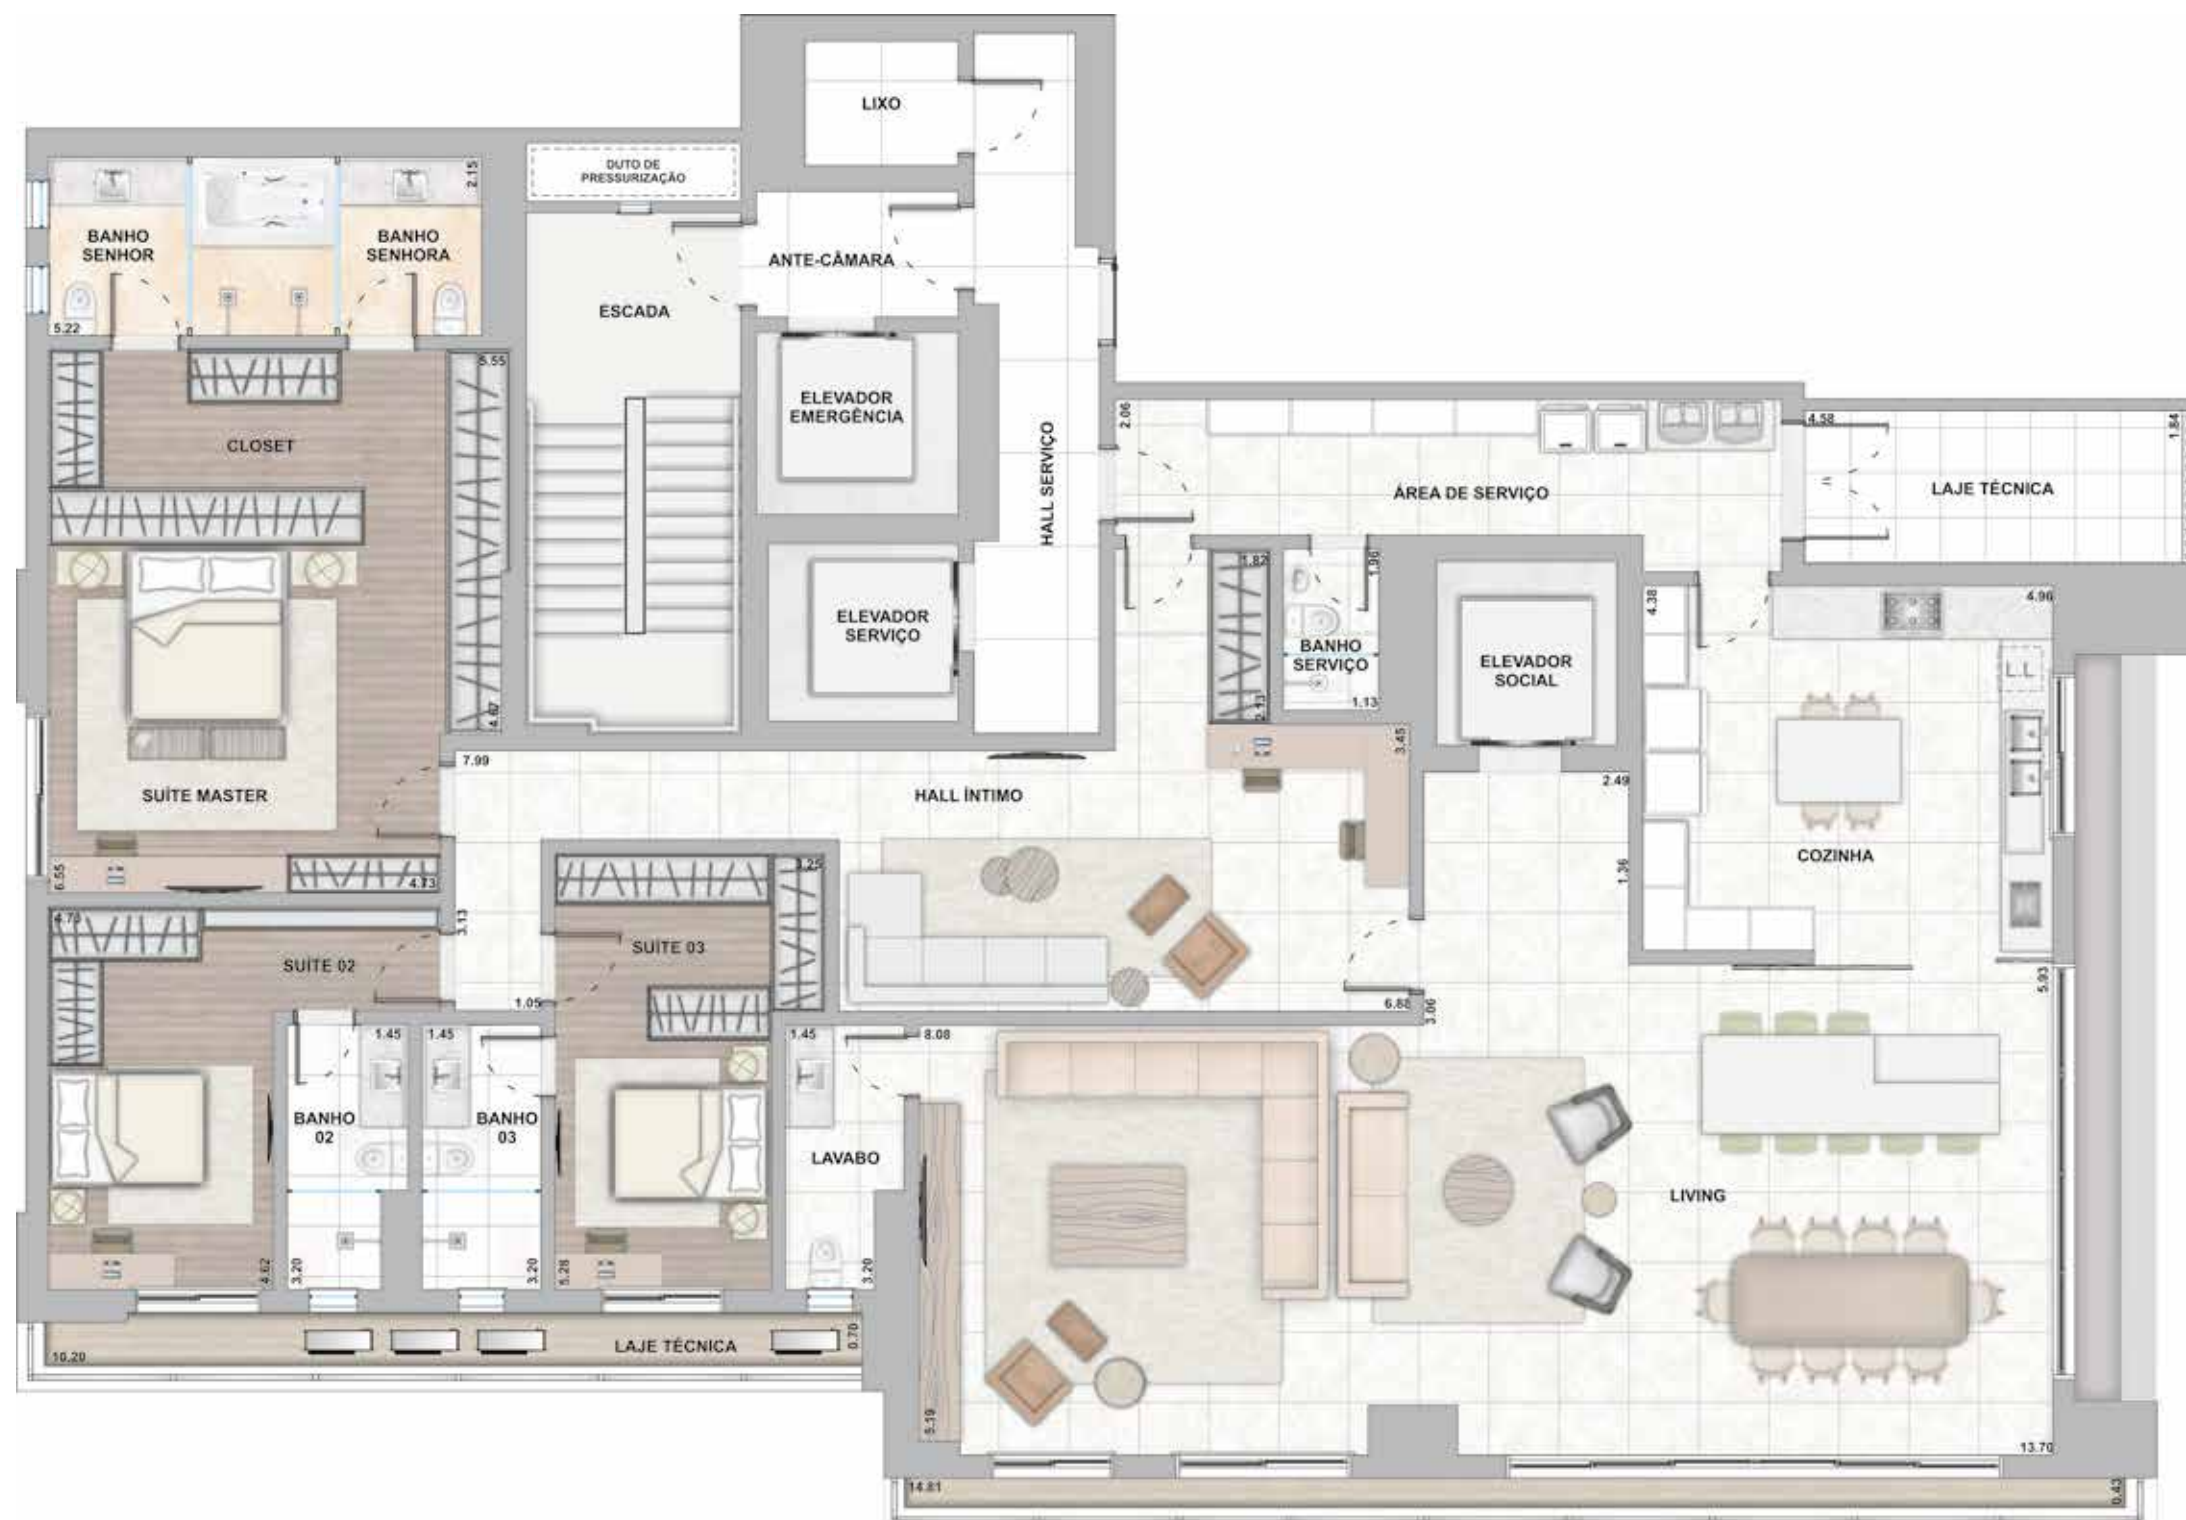 LIXO
DUTO DE
PRESSURIZAÇÃO
2.15
BANHO
SENHOR
BANHO
SENHORA
5.22
ANTE-CÂMARA
ESCADA
5.55
ELEVADOR
EMERGÊNCIA
CLOSET
HALL SERVIÇO
2.06
4.58
1.84
ÁREA DE SERVIÇO
LAJE TÉCNICA
1.82
1.96
4.38
4.96
ELEVADOR
SERVIÇO
BANHO
SERVIÇO
ELEVADOR
SOCIAL
2.13
1.13
4.67
3.45
7.99
2.49
SUÍTE MASTER
HALL ÍNTIMO
COZINHA
6.55
4.73
3.25
1.36
4.73
3.13
SUÍTE 02
SUÍTE 03
5.93
1.05
6.88
3.06
1.45
1.45
1.45
8.08
BANHO
02
BANHO
03
LAVABO
LIVING
4.62
3.20
3.20
5.28
3.20
LAJE TÉCNICA
0.70
10.20
5.19
13.70
14.81
0.43